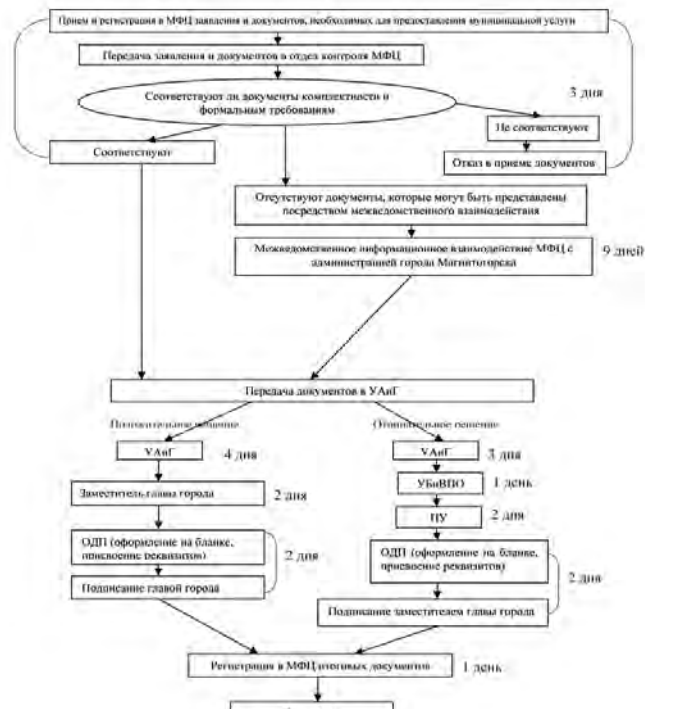 Прием и регистрация в МФЦ заявления и документов, необходимых для предоставления муниципальной услуги
Передача заявления и документов в отдел контроля МФЦ
Соответствуют ли документы комплектности и
формальным требованиям
3 дня
Не соответствуют
Соответствуют
Отказ в приеме документов
Отсутствуют документы, которые могут быть представлены
посредством межведомственного взаимодействия
Межведомственное информационное взаимодействие МФЦ с
администрацией города Магнитогорска
9 дней
Передача документов в УАиГ
Положительное решение
Отрицательное решение
УАиГ
4 дня
УАиГ
3 дня
УБиВПО
1 день
Заместитель главы города
2 дня
ПУ
2 дня
ОДП (оформление на бланке,
присвоение реквизитов)
2 дня
ОДП (оформление на бланке,
присвоение реквизитов)
2 дня
Подписание главой города
Подписание заместителем главы города
Регистрация в МФЦ итоговых документов
1 день